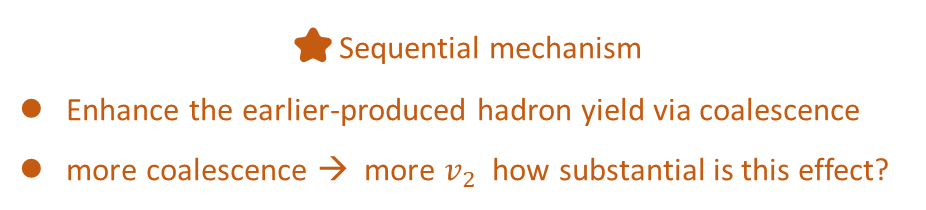 Sequential mechanism
● Enhance the earlier-produced hadron yield via coalescence
● more coalescence → more 𝑣₂ how substantial is this effect?